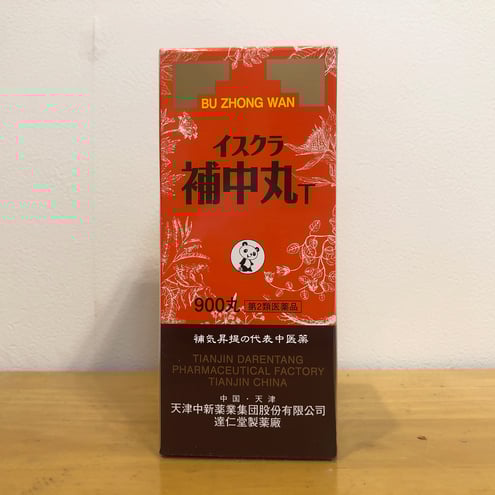 BU ZHONG WAN
イスクラ
補中丸T
900丸 第2類医薬品
補気昇提の代表中医薬
TIANJIN DARENTANG
PHARMACEUTICAL FACTORY
TIANJIN CHINA
中国・天津
天津中新薬業集団股份有限公司
達仁堂製薬廠